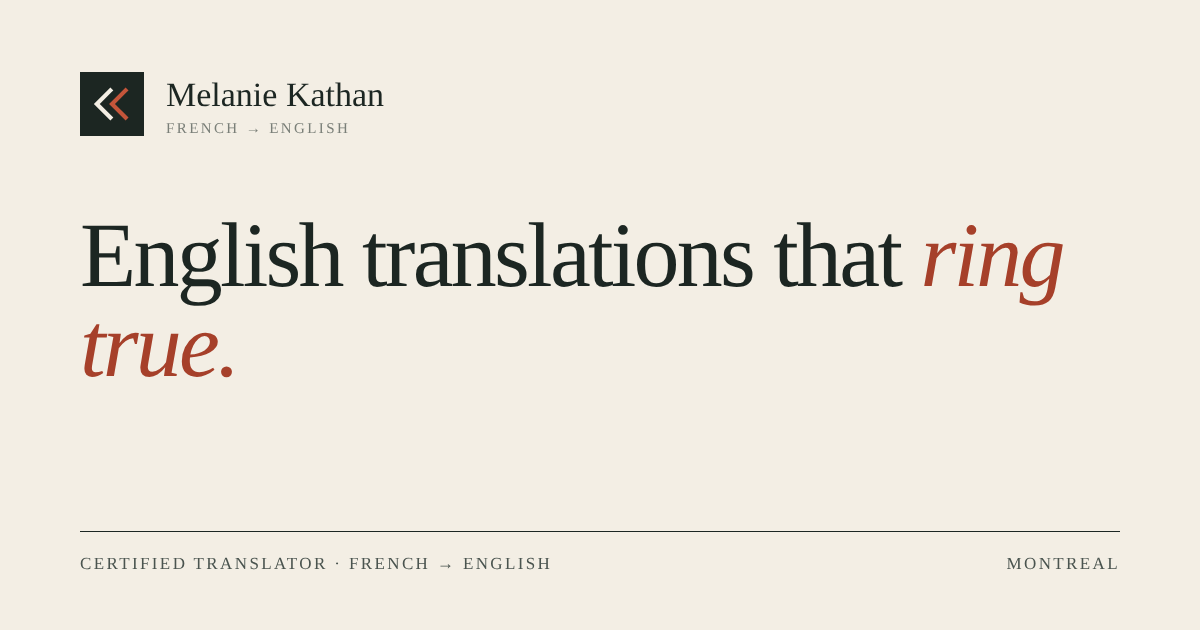 Melanie Kathan
FRENCH → ENGLISH
English translations that ring
true.
CERTIFIED TRANSLATOR · FRENCH → ENGLISH
MONTREAL